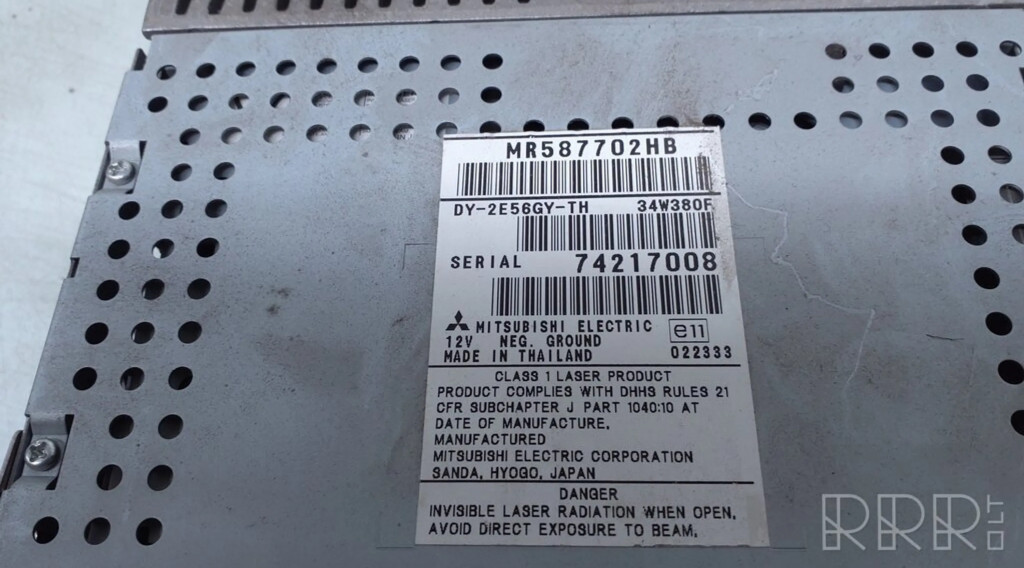 MR587702HB
DY-2E56GY-TH 34W380F
SERIAL 74217008
MITSUBISHI ELECTRIC e11
12V NEG. GROUND
MADE IN THAILAND 022333
CLASS 1 LASER PRODUCT
PRODUCT COMPLIES WITH DHHS RULES 21
CFR SUBCHAPTER J PART 1040:10 AT
DATE OF MANUFACTURE.
MANUFACTURED
MITSUBISHI ELECTRIC CORPORATION
SANDA, HYOGO, JAPAN
DANGER
INVISIBLE LASER RADIATION WHEN OPEN.
AVOID DIRECT EXPOSURE TO BEAM.
RRR.LT